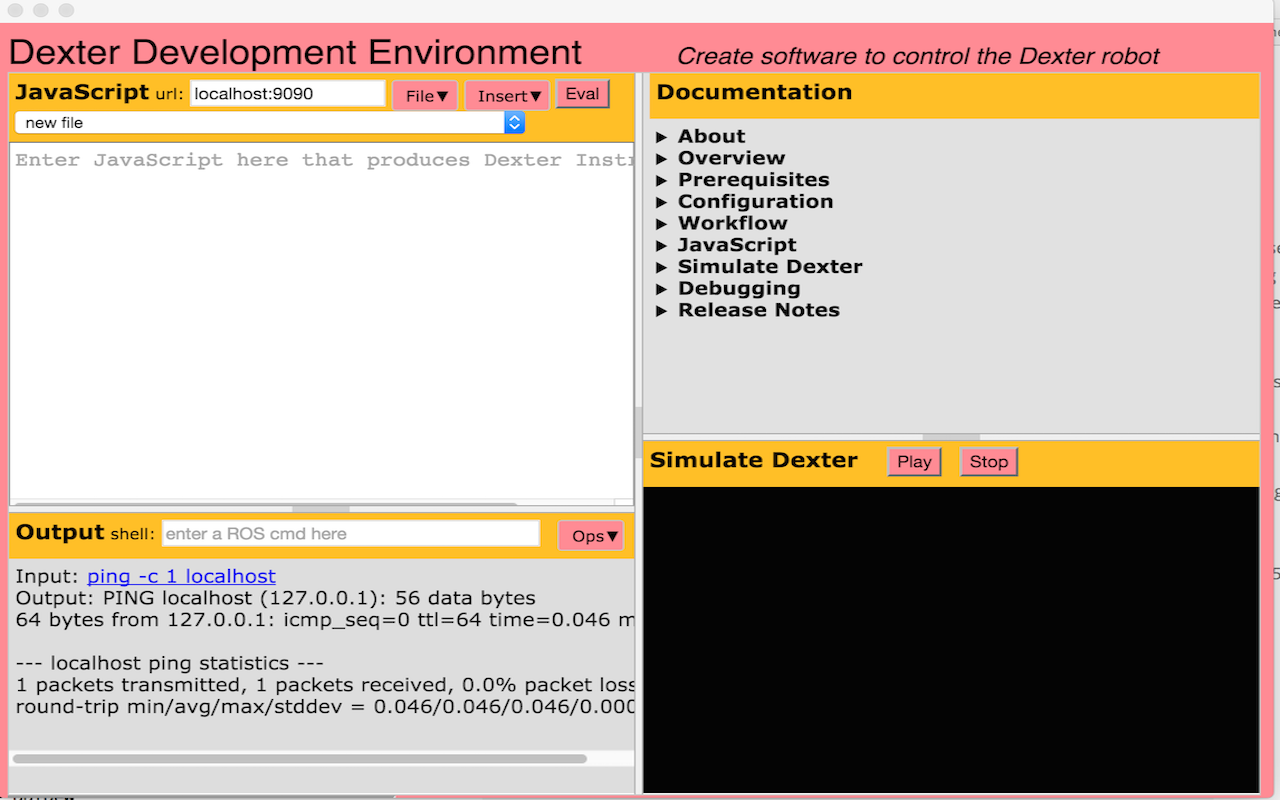 Dexter Development Environment
Create software to control the Dexter robot
JavaScript url: localhost:9090 File▼ Insert▼ Eval
new file
Enter JavaScript here that produces Dexter
Output shell: enter a ROS cmd here Ops▼
Input: ping -c 1 localhost
Output: PING localhost (127.0.0.1): 56 data bytes
64 bytes from 127.0.0.1: icmp_seq=0 ttl=64 time=0.046
--- localhost ping statistics ---
1 packets transmitted, 1 packets received, 0.0% packet loss
round-trip min/avg/max/stddev = 0.046/0.046/0.046/0.000
Documentation
▶ About
▶ Overview
▶ Prerequisites
▶ Configuration
▶ Workflow
▶ JavaScript
▶ Simulate Dexter
▶ Debugging
▶ Release Notes
Simulate Dexter Play Stop